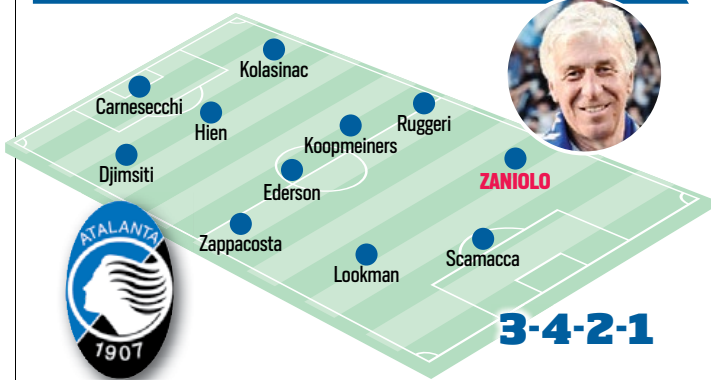 Kolasinac
Carnesecchi
Hien
Djimsiti
Ruggeri
Koopmeiners
Ederson
Zappacosta
ZANIOLO
Lookman
Scamacca
3-4-2-1
ATALANTA
1907